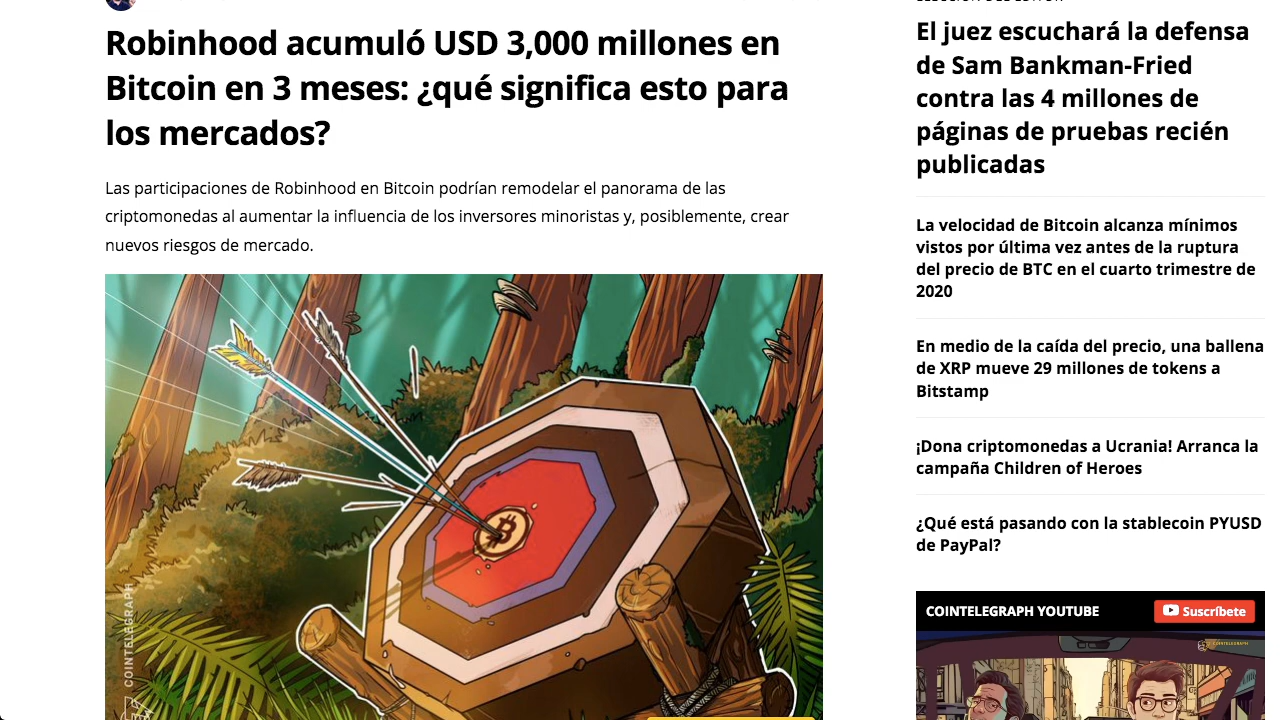 Robinhood acumuló USD 3,000 millones en
Bitcoin en 3 meses: ¿qué significa esto para
los mercados?
Las participaciones de Robinhood en Bitcoin podrían remodelar el panorama de las
criptomonedas al aumentar la influencia de los inversores minoristas y, posiblemente, crear
nuevos riesgos de mercado.
COINTELEGRAPH
El juez escuchará la defensa
de Sam Bankman-Fried
contra las 4 millones de
páginas de pruebas recién
publicadas
La velocidad de Bitcoin alcanza mínimos
vistos por última vez antes de la ruptura
del precio de BTC en el cuarto trimestre de
2020
En medio de la caída del precio, una ballena
de XRP mueve 29 millones de tokens a
Bitstamp
¡Dona criptomonedas a Ucrania! Arranca la
campaña Children of Heroes
¿Qué está pasando con la stablecoin PYUSD
de PayPal?
COINTELEGRAPH YOUTUBE
Suscríbete
COINTELEGRAPH